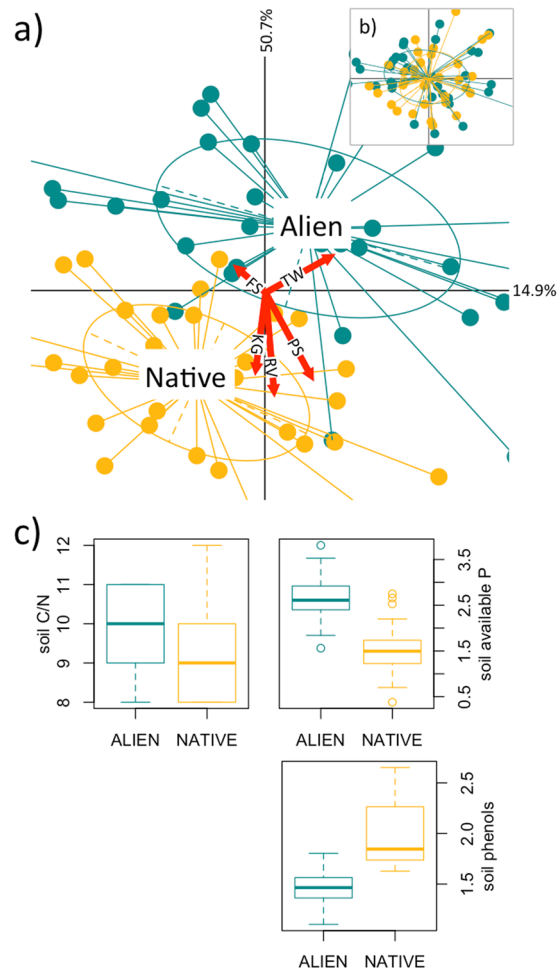 a)
50.7%
b)
Alien
FS
TW
14.9%
KG
RV
PS
Native
c)
soil C/N
12
11
10
9
8
ALIEN
NATIVE
3.5
2.5
1.5
0.5
soil available P
ALIEN
NATIVE
2.5
2.0
1.5
soil phenols
ALIEN
NATIVE